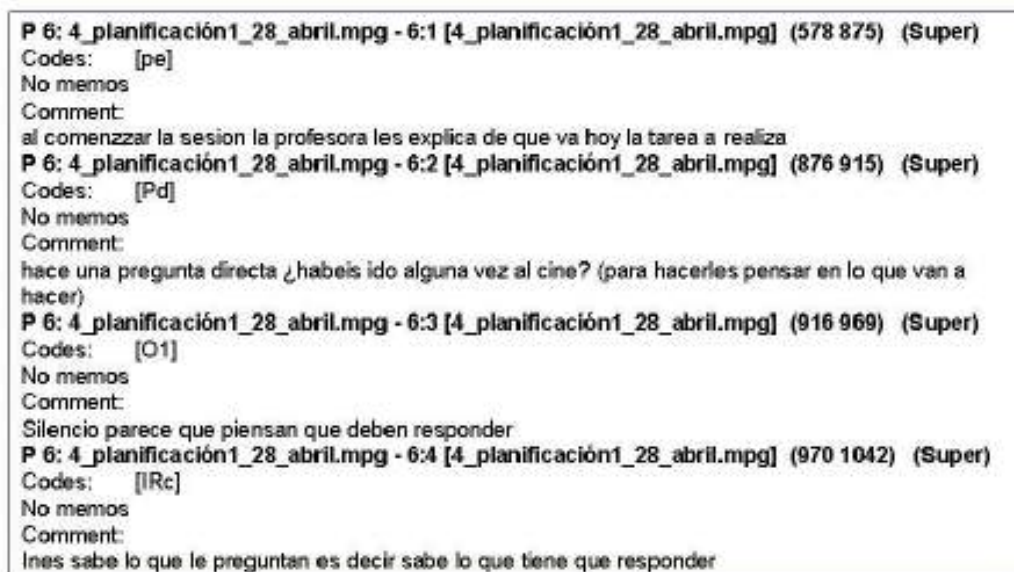 P 6: 4_planificación1_28_abril.mpg - 6:1 [4_planificación1_28_abril.mpg] (578 875) (Super)
Codes: [pe]
No memos
Comment:
al comenzzar la sesion la profesora les explica de que va hoy la tarea a realiza
P 6: 4_planificación1_28_abril.mpg - 6:2 [4_planificación1_28_abril.mpg] (876 915) (Super)
Codes: [Pd]
No memos
Comment:
hace una pregunta directa ¿habeis ido alguna vez al cine? (para hacerles pensar en lo que van a
hacer)
P 6: 4_planificación1_28_abril.mpg - 6:3 [4_planificación1_28_abril.mpg] (916 969) (Super)
Codes: [O1]
No memos
Comment:
Silencio parece que piensan que deben responder
P 6: 4_planificación1_28_abril.mpg - 6:4 [4_planificación1_28_abril.mpg] (970 1042) (Super)
Codes: [IRc]
No memos
Comment:
Ines sabe lo que le preguntan es decir sabe lo que tiene que responder